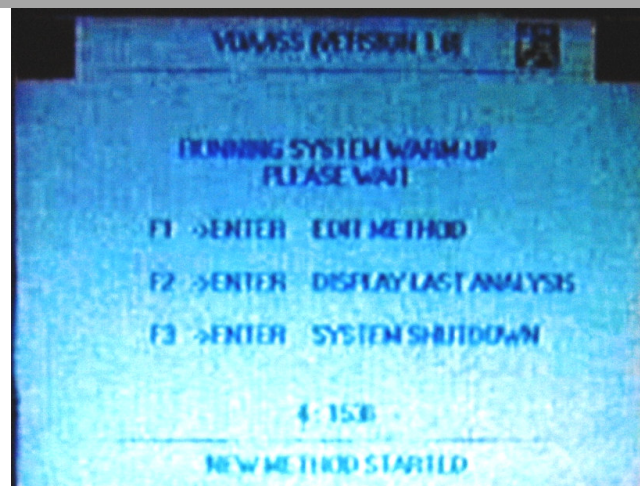 (VERSION 1.0)
RUNNING SYSTEM WARM UP
PLEASE WAIT
F1 ->ENTER EDIT METHOD
F2 ->ENTER DISPLAY LAST ANALYSIS
F3 ->ENTER SYSTEM SHUTDOWN
NEW METHOD STARTED